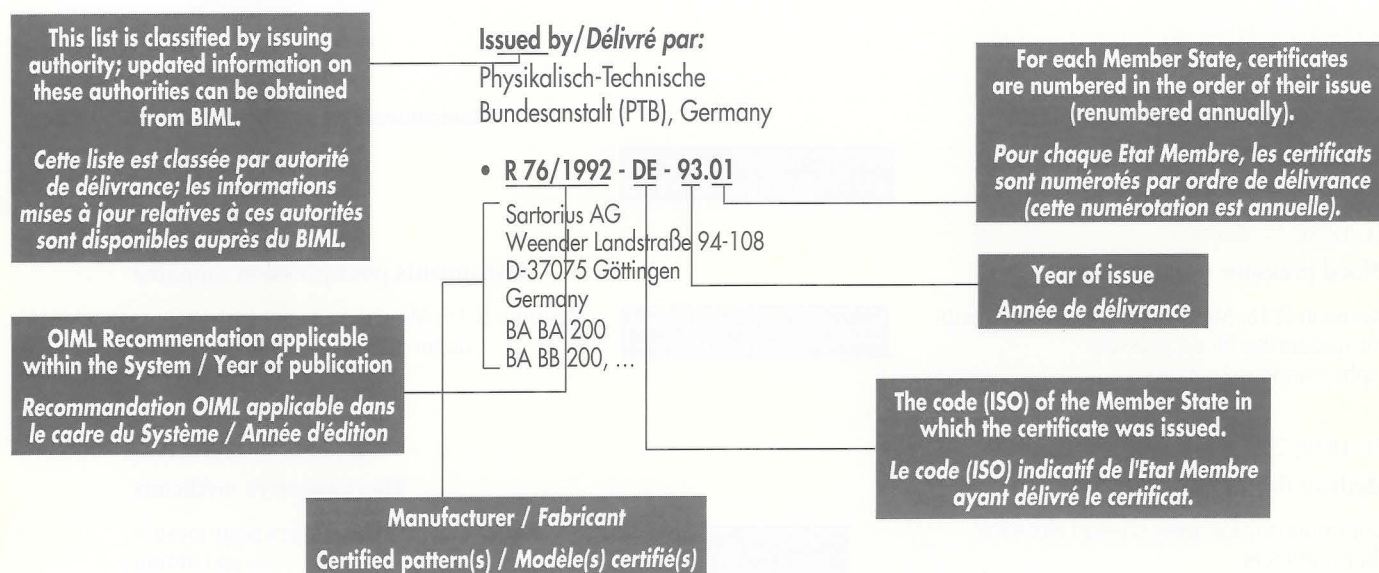 This list is classified by issuing
authority; updated information on
these authorities can be obtained
from BIML.
Cette liste est classée par autorité
de délivrance; les informations
mises à jour relatives à ces autorités
sont disponibles auprès du BIML.
Issued by/Délivré par:
Physikalisch-Technische
Bundesanstalt (PTB), Germany
• R 76/1992 - DE - 93.01
Sartorius AG
Weender Landstraße 94-108
D-37075 Göttingen
Germany
BA BA 200
BA BB 200, ...
For each Member State, certificates
are numbered in the order of their issue
(renumbered annually).
Pour chaque Etat Membre, les certificats
sont numérotés par ordre de délivrance
(cette numérotation est annuelle).
Year of issue
Année de délivrance
OIML Recommendation applicable
within the System / Year of publication
Recommandation OIML applicable dans
le cadre du Système / Année d'édition
The code (ISO) of the Member State in
which the certificate was issued.
Le code (ISO) indicatif de l'Etat Membre
ayant délivré le certificat.
Manufacturer / Fabricant
Certified pattern(s) / Modèle(s) certifié(s)